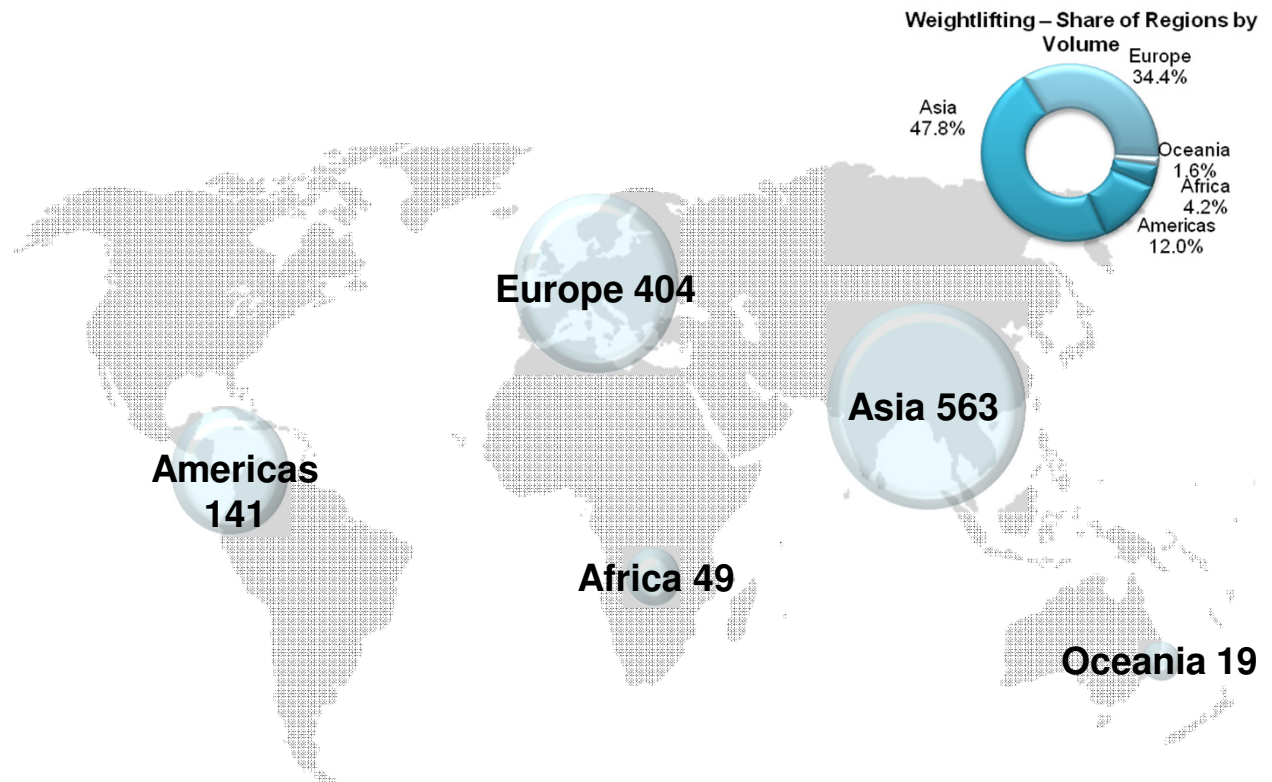 Weightlifting – Share of Regions by
Volume
Europe
34.4%
Asia
47.8%
Oceania
1.6%
Africa
4.2%
Americas
12.0%
Europe 404
Asia 563
Americas
141
Africa 49
Oceania 19